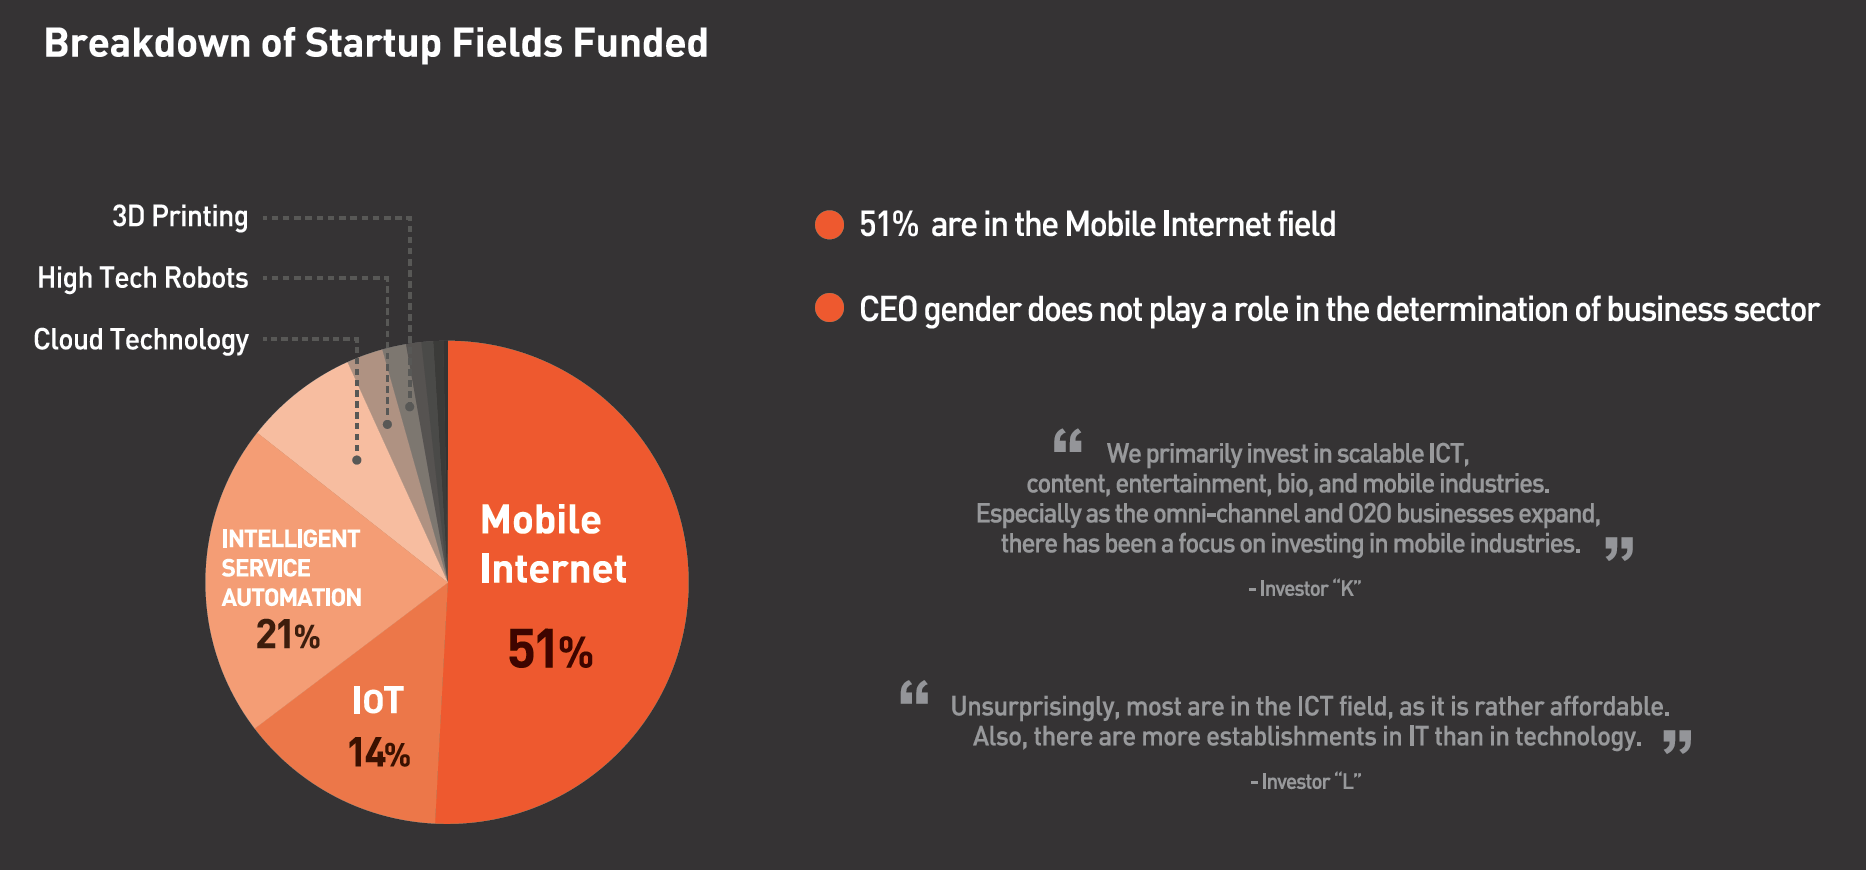 Breakdown of Startup Fields Funded
3D Printing
High Tech Robots
Cloud Technology
INTELLIGENT
SERVICE
AUTOMATION
21%
IoT
14%
Mobile
Internet
51%
51% are in the Mobile Internet field
CEO gender does not play a role in the determination of business sector
“ We primarily invest in scalable ICT,
content, entertainment, bio, and mobile industries.
Especially as the omni-channel and O2O businesses expand,
there has been a focus on investing in mobile industries. ”
- Investor “K”
“ Unsurprisingly, most are in the ICT field, as it is rather affordable.
Also, there are more establishments in IT than in technology. ”
- Investor “L”